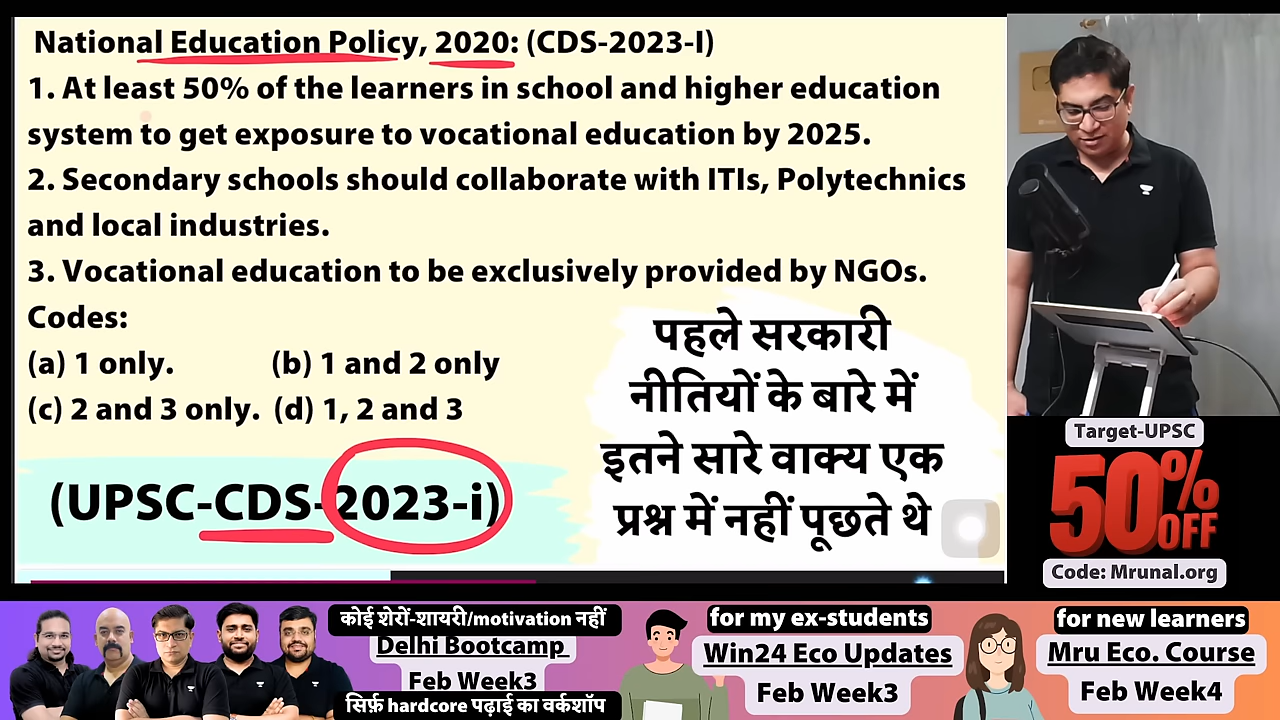 National Education Policy, 2020: (CDS-2023-I)
1. At least 50% of the learners in school and higher education
system to get exposure to vocational education by 2025.
2. Secondary schools should collaborate with ITIs, Polytechnics
and local industries.
3. Vocational education to be exclusively provided by NGOs.
Codes:
(a) 1 only. (b) 1 and 2 only
(c) 2 and 3 only. (d) 1, 2 and 3
(UPSC-CDS-2023-i)
पहले सरकारी
नीतियों के बारे में
इतने सारे वाक्य एक
प्रश्न में नहीं पूछते थे
Target-UPSC
50%
OFF
Code: Mrunal.org
कोई शेरों-शायरी/motivation नहीं
Delhi Bootcamp
Feb Week3
सिर्फ़ hardcore पढ़ाई का वर्कशॉप
for my ex-students
Win24 Eco Updates
Feb Week3
for new learners
Mru Eco. Course
Feb Week4